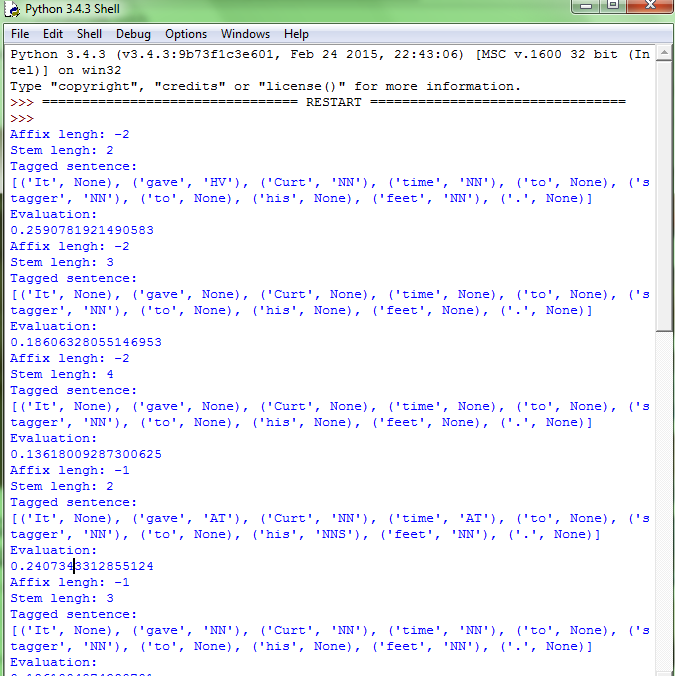 Python 3.4.3 Shell
File Edit Shell Debug Options Windows Help
Python 3.4.3 (v3.4.3:9b73f1c3e601, Feb 24 2015, 22:43:06) [MSC v.1600 32 bit (In
tel)] on win32
Type "copyright", "credits" or "license()" for more information.
>>> ================================ RESTART ================================
>>>
Affix lengh: -2
Stem lengh: 2
Tagged sentence:
[('It', None), ('gave', 'HV'), ('Curt', 'NN'), ('time', 'NN'), ('to', None), ('s
tagger', 'NN'), ('to', None), ('his', None), ('feet', 'NN'), ('.', None)]
Evaluation:
0.2590781921490583
Affix lengh: -2
Stem lengh: 3
Tagged sentence:
[('It', None), ('gave', None), ('Curt', None), ('time', None), ('to', None), ('s
tagger', 'NN'), ('to', None), ('his', None), ('feet', None), ('.', None)]
Evaluation:
0.18606328055146953
Affix lengh: -2
Stem lengh: 4
Tagged sentence:
[('It', None), ('gave', None), ('Curt', None), ('time', None), ('to', None), ('s
tagger', 'NN'), ('to', None), ('his', None), ('feet', None), ('.', None)]
Evaluation:
0.13618009287300625
Affix lengh: -1
Stem lengh: 2
Tagged sentence:
[('It', None), ('gave', 'AT'), ('Curt', 'NN'), ('time', 'AT'), ('to', None), ('s
tagger', 'NN'), ('to', None), ('his', 'NNS'), ('feet', 'NN'), ('.', None)]
Evaluation:
0.2407343312855124
Affix lengh: -1
Stem lengh: 3
Tagged sentence:
[('It', None), ('gave', 'NN'), ('Curt', 'NN'), ('time', 'NN'), ('to', None), ('s
tagger', 'NN'), ('to', None), ('his', None), ('feet', 'NN'), ('.', None)]
Evaluation: